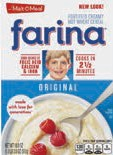 Malt·O·Meal
NEW LOOK!
FORTIFIED CREAMY
HOT WHEAT CEREAL
farina
GOOD SOURCE OF
FOLIC ACID
CALCIUM
& IRON
COOKS IN
2½
MINUTES
ORIGINAL
made with love for
generations